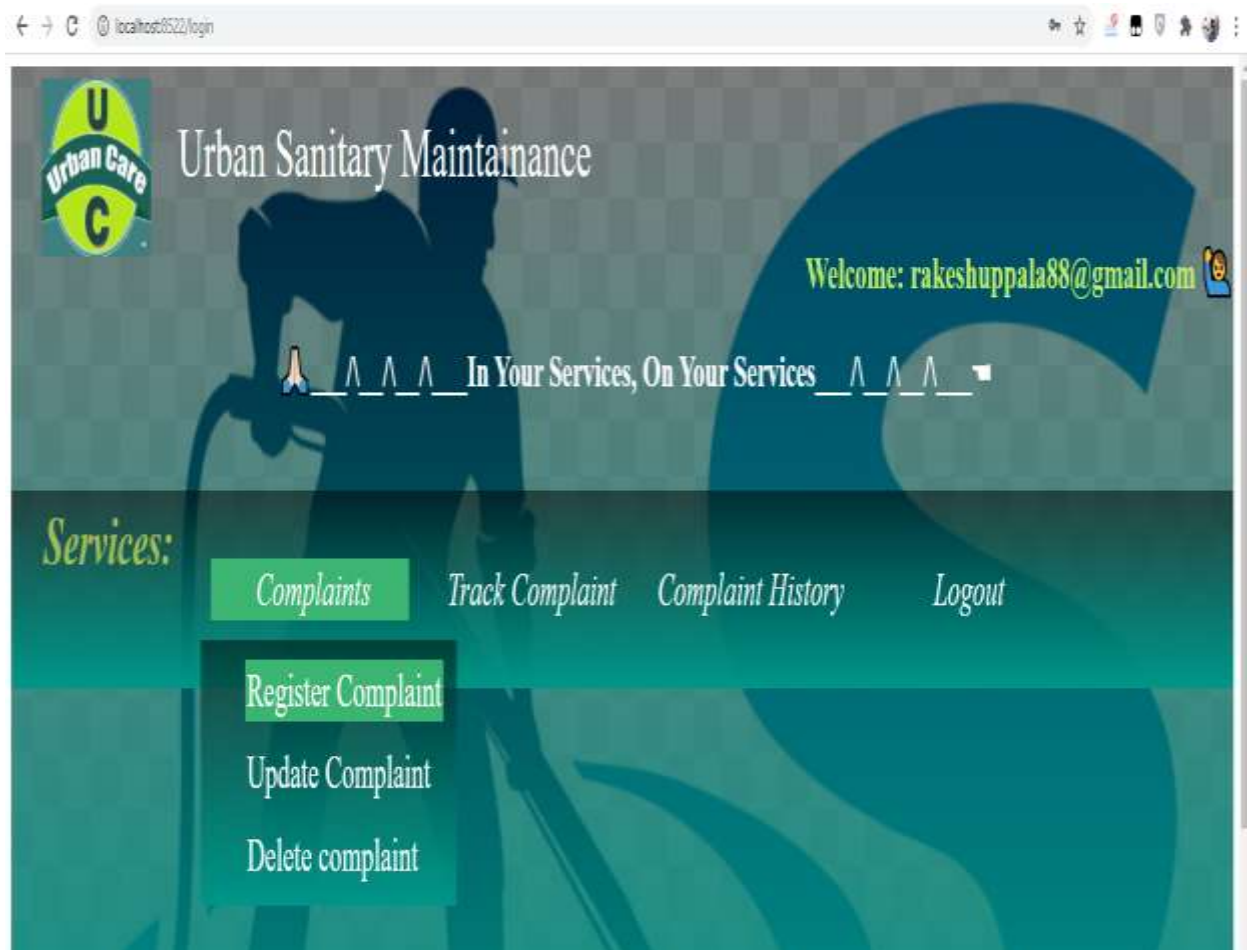 localhost:8522/login
U
Urban Care
C
Urban Sanitary Maintainance
Welcome: rakeshuppala88@gmail.com 🙋
🙏__/\_/\_/\__In Your Services, On Your Services__/\_/\_/\__☚
Services:
Complaints Track Complaint Complaint History Logout
Register Complaint
Update Complaint
Delete complaint